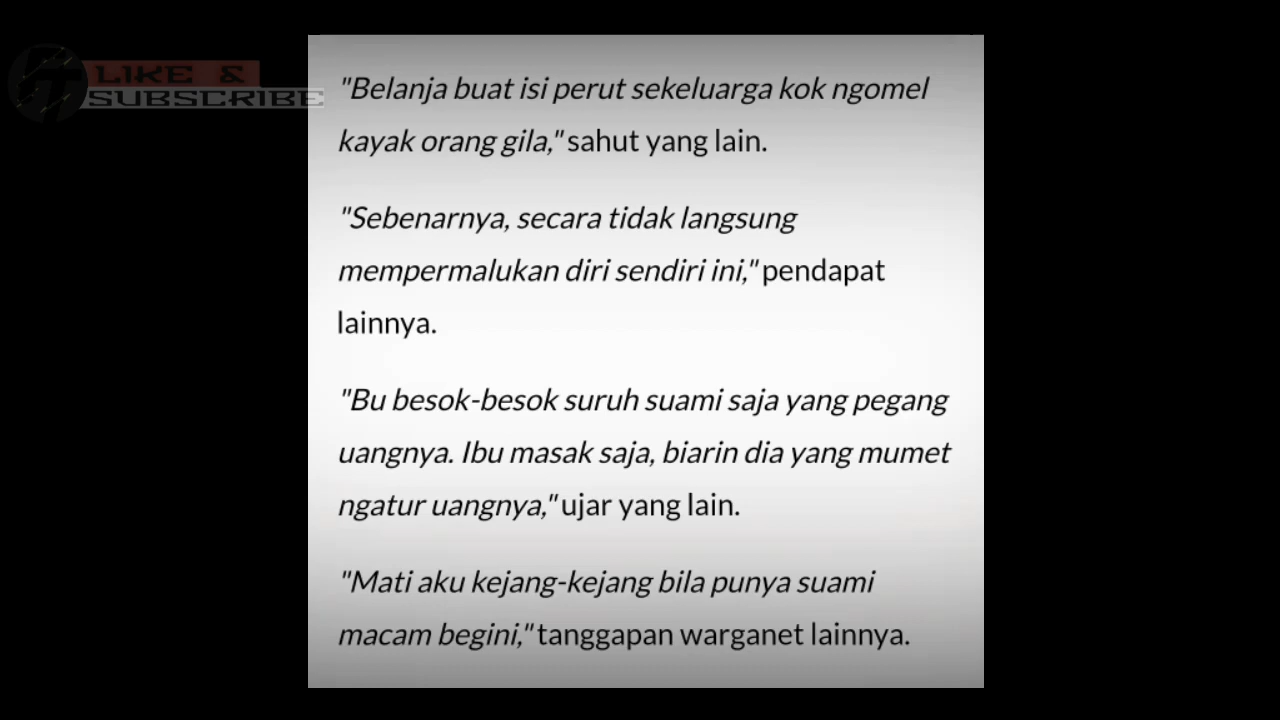 LIKE &
SUBSCRIBE
"Belanja buat isi perut sekeluarga kok ngomel
kayak orang gila," sahut yang lain.
"Sebenarnya, secara tidak langsung
mempermalukan diri sendiri ini," pendapat
lainnya.
"Bu besok-besok suruh suami saja yang pegang
uangnya. Ibu masak saja, biarin dia yang mumet
ngatur uangnya," ujar yang lain.
"Mati aku kejang-kejang bila punya suami
macam begini," tanggapan warganet lainnya.